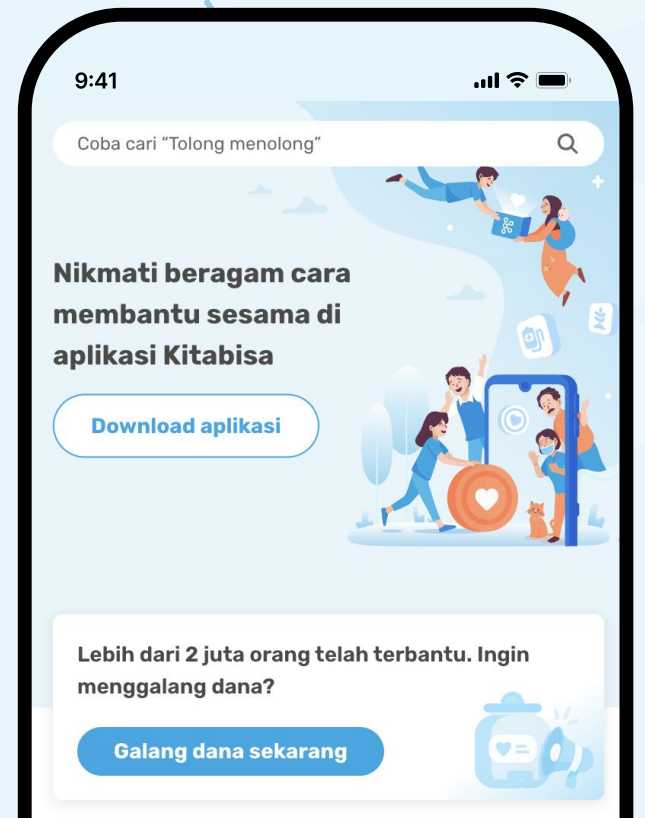 9:41
Coba cari “Tolong menolong”
Nikmati beragam cara
membantu sesama di
aplikasi Kitabisa
Download aplikasi
Lebih dari 2 juta orang telah terbantu. Ingin
menggalang dana?
Galang dana sekarang